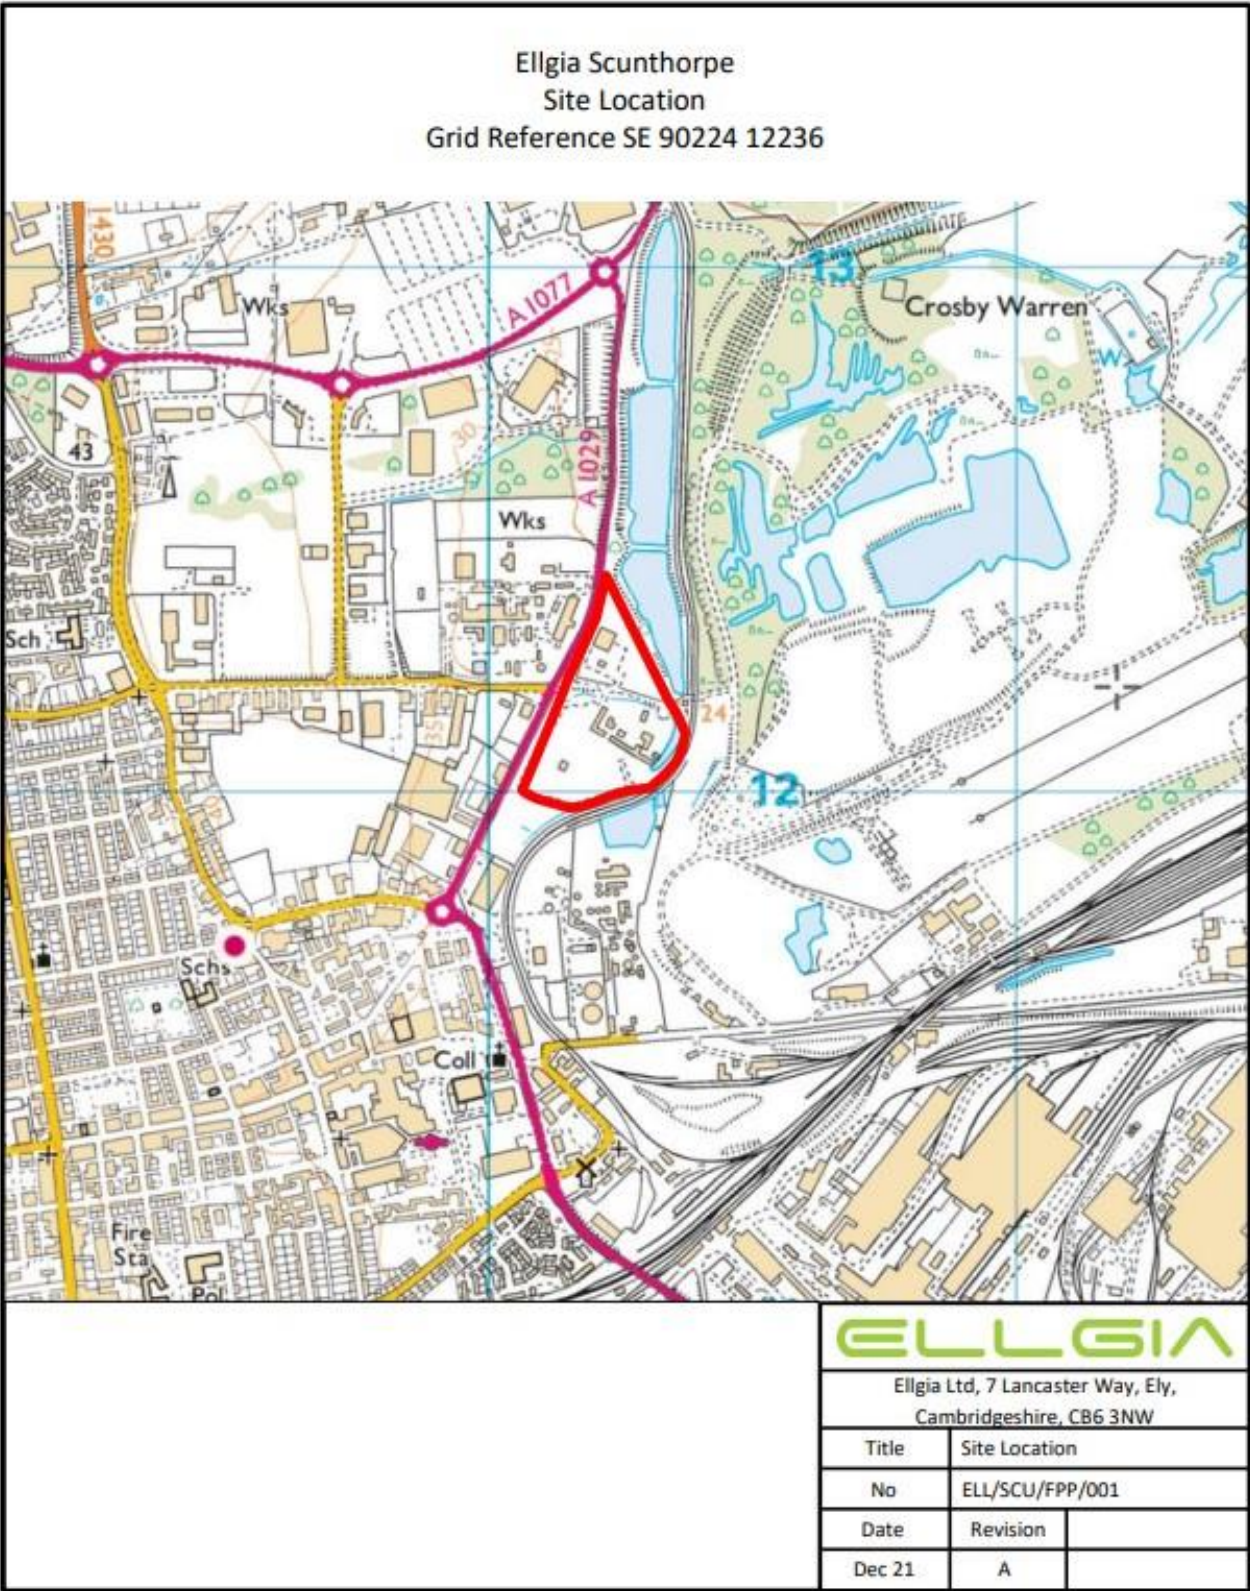 Ellgia Scunthorpe
Site Location
Grid Reference SE 90224 12236
1430
A 1077
13
Wks
Crosby Warren
W
43
30
A 1029
Wks
Sch
24
35
12
Schs
Coll
Fire
Sta
Pol
ELLGIA
Ellgia Ltd, 7 Lancaster Way, Ely,
Cambridgeshire, CB6 3NW
Title Site Location
No ELL/SCU/FPP/001
Date Revision
Dec 21 A